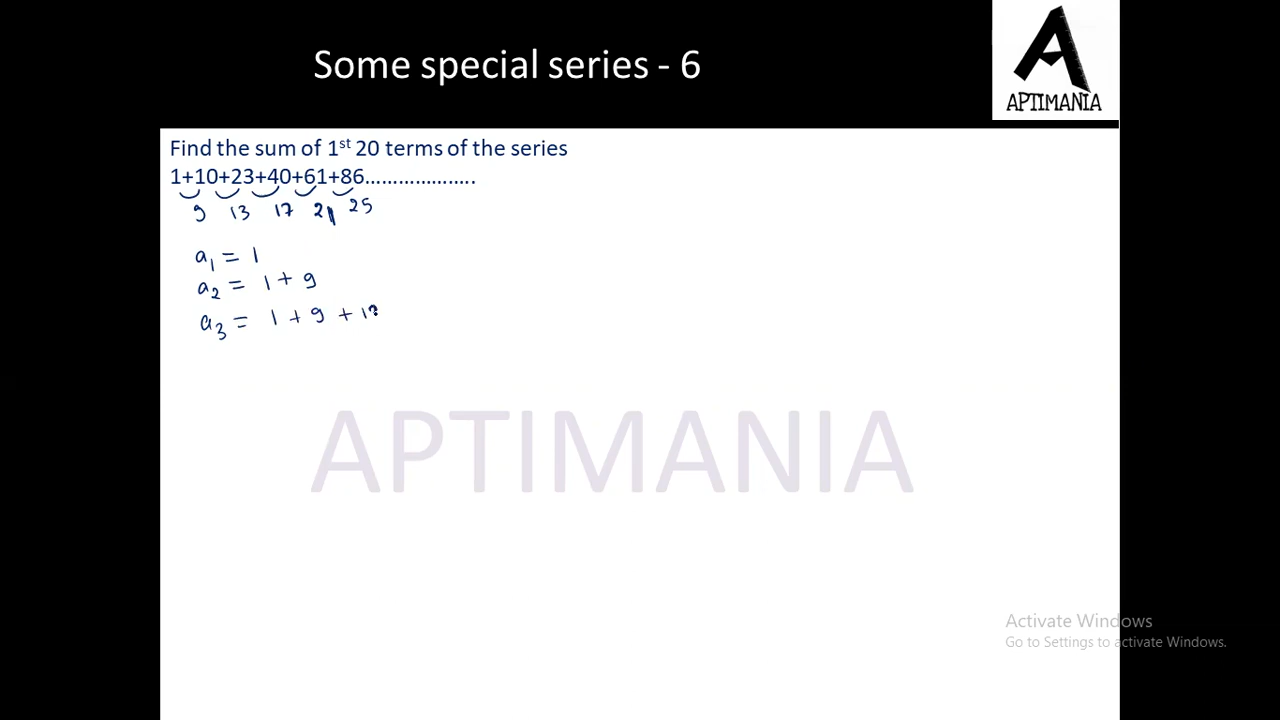 Some special series - 6
APTIMANIA
Find the sum of 1st 20 terms of the series
1+10+23+40+61+86...................
9 13 17 21 25
a1 = 1
a2 = 1 + 9
a3 = 1 + 9 + 13
APTIMANIA
Activate Windows
Go to Settings to activate Windows.